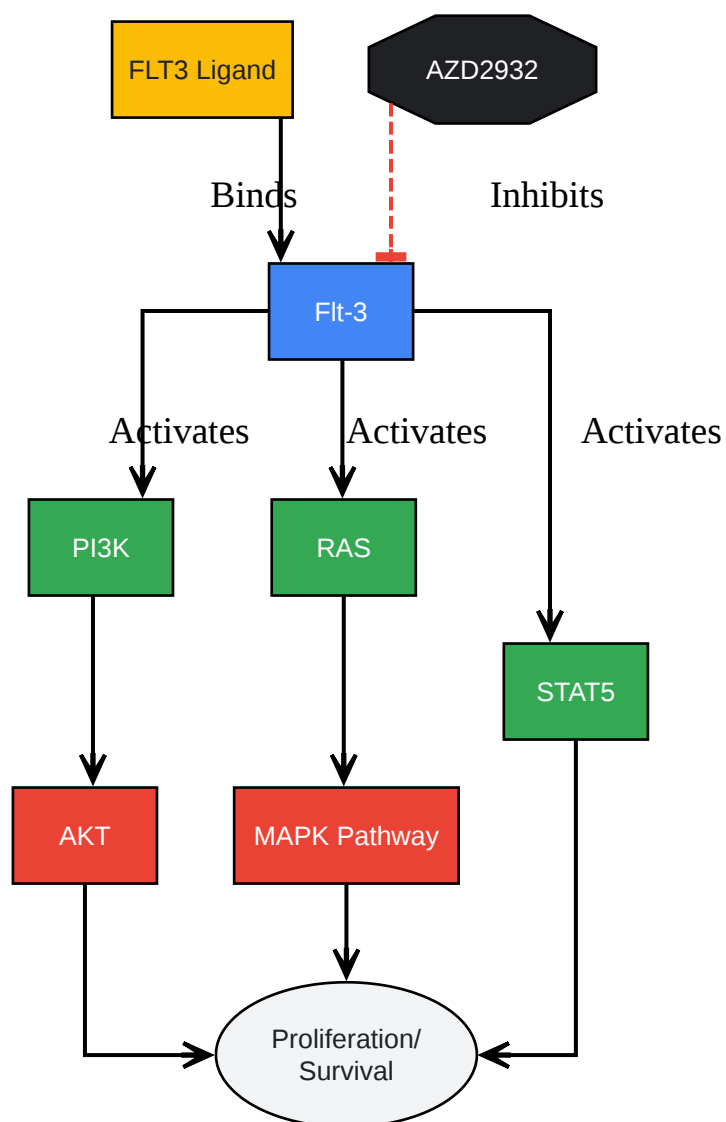 FLT3 Ligand
AZD2932
Binds
Inhibits
Flt-3
Activates
Activates
Activates
PI3K
RAS
STAT5
AKT
MAPK Pathway
Proliferation/
Survival